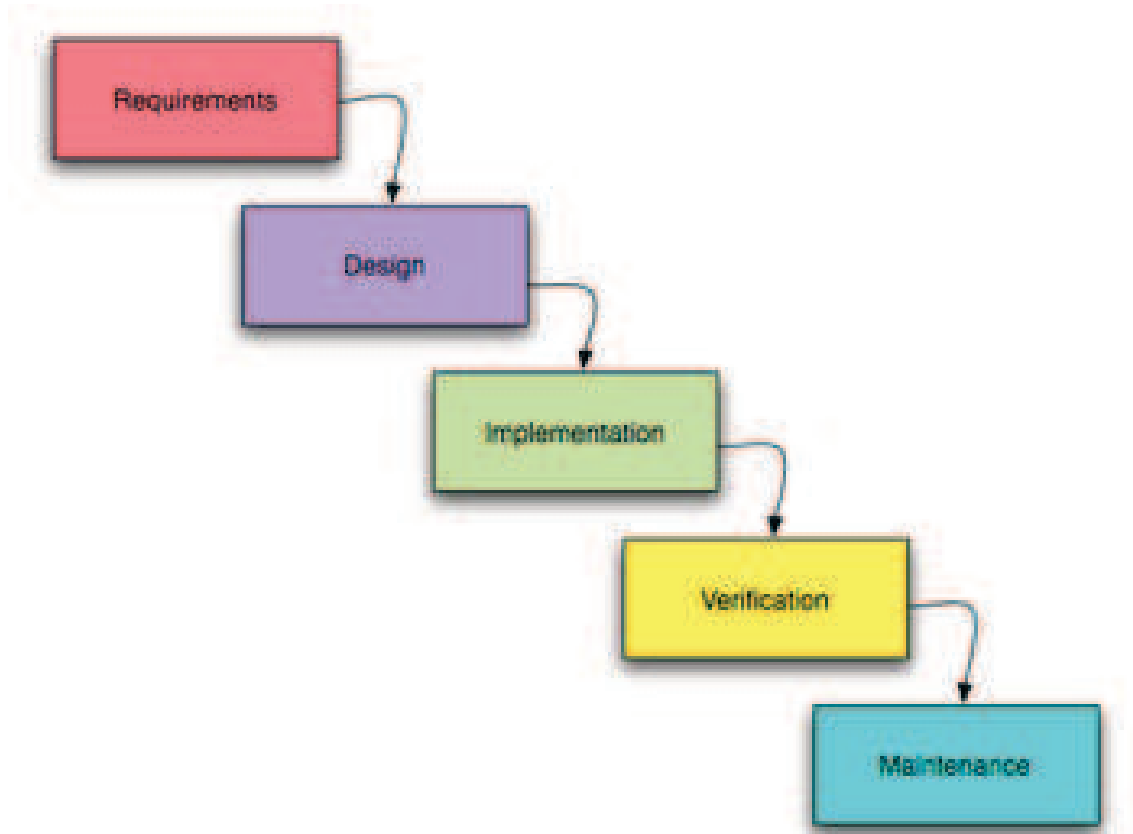 Requirements
Design
Implementation
Verification
Maintenance